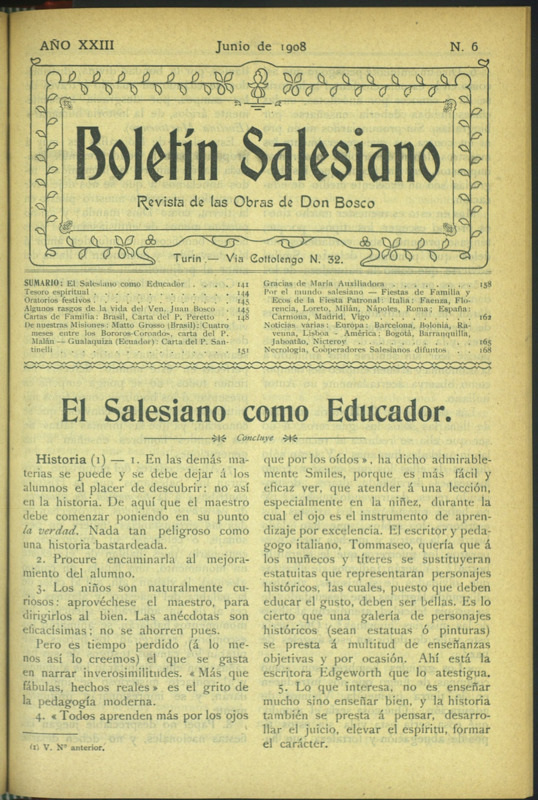 AÑO XXIII
Junio de 1908
N. 6
Boletín Salesiano
Revista de las Obras de Don Bosco
Turín — Via Cottolengo N. 32.
SUMARIO: El Salesiano como Educador . . . . . 141
Tesoro espiritual . . . . . . . . . . 144
Oratorios festivos . . . . . . . . . . 145
Algunos rasgos de la vida del Ven. Juan Bosco . 145
Cartas de Familia: Brasil, Carta del P. Peretto . 148
De nuestras Misiones: Matto Grosso (Brasil): Cuatro
meses entre los Bororos-Coroados, carta del P.
Malán — Gualaquiza (Ecuador): Carta del P. San-
tinelli . . . . . . . . . . 151
Gracias de María Auxiliadora . . . . . . . 158
Por el mundo salesiano — Fiestas de Familia y
Ecos de la Fiesta Patronal: Italia: Faenza, Flo-
rencia, Loreto, Milán, Nápoles, Roma; España:
Carmona, Madrid, Vigo . . . . . . . 162
Noticias varias: Europa: Barcelona, Bolonia, Ra-
venna, Lisboa - América: Bogotá, Barranquilla,
Jaboatão, Nicteroy . . . . . . . . 165
Necrología, Cooperadores Salesianos difuntos . . 168
El Salesiano como Educador.
Concluye
Historia (1) — 1. En las demás ma-
terias se puede y se debe dejar á los
alumnos el placer de descubrir: no así
en la historia. De aquí que el maestro
debe comenzar poniendo en su punto
la verdad. Nada tan peligroso como
una historia bastardeada.
2. Procure encaminarla al mejora-
miento del alumno.
3. Los niños son naturalmente cu-
riosos: aprovéchese el maestro, para
dirigirlos al bien. Las anécdotas son
eficacísimas; no se ahorren pues.
Pero es tiempo perdido (á lo me-
nos así lo creemos) el que se gasta
en narrar inverosimilitudes. « Más que
fábulas, hechos reales » es el grito de
la pedagogía moderna.
4. « Todos aprenden más por los ojos
(1) V. Nº anterior.
que por los oídos », ha dicho admirable-
mente Smiles, porque es más fácil y
eficaz ver, que atender á una lección,
especialmente en la niñez, durante la
cual el ojo es el instrumento de apren-
dizaje por excelencia. El escritor y peda-
gogo italiano, Tommaseo, quería que á
los muñecos y títeres se sustituyeran
estatuitas que representaran personajes
históricos, las cuales, puesto que deben
educar el gusto, deben ser bellas. Es lo
cierto que una galería de personajes
históricos (sean estatuas ó pinturas)
se presta á multitud de enseñanzas
objetivas y por ocasión. Ahí está la
escritora Edgeworth que lo atestigua.
5. Lo que interesa, no es enseñar
mucho sino enseñar bien, y la historia
también se presta á pensar, desarro-
llar el juicio, elevar el espíritu, formar
el carácter.